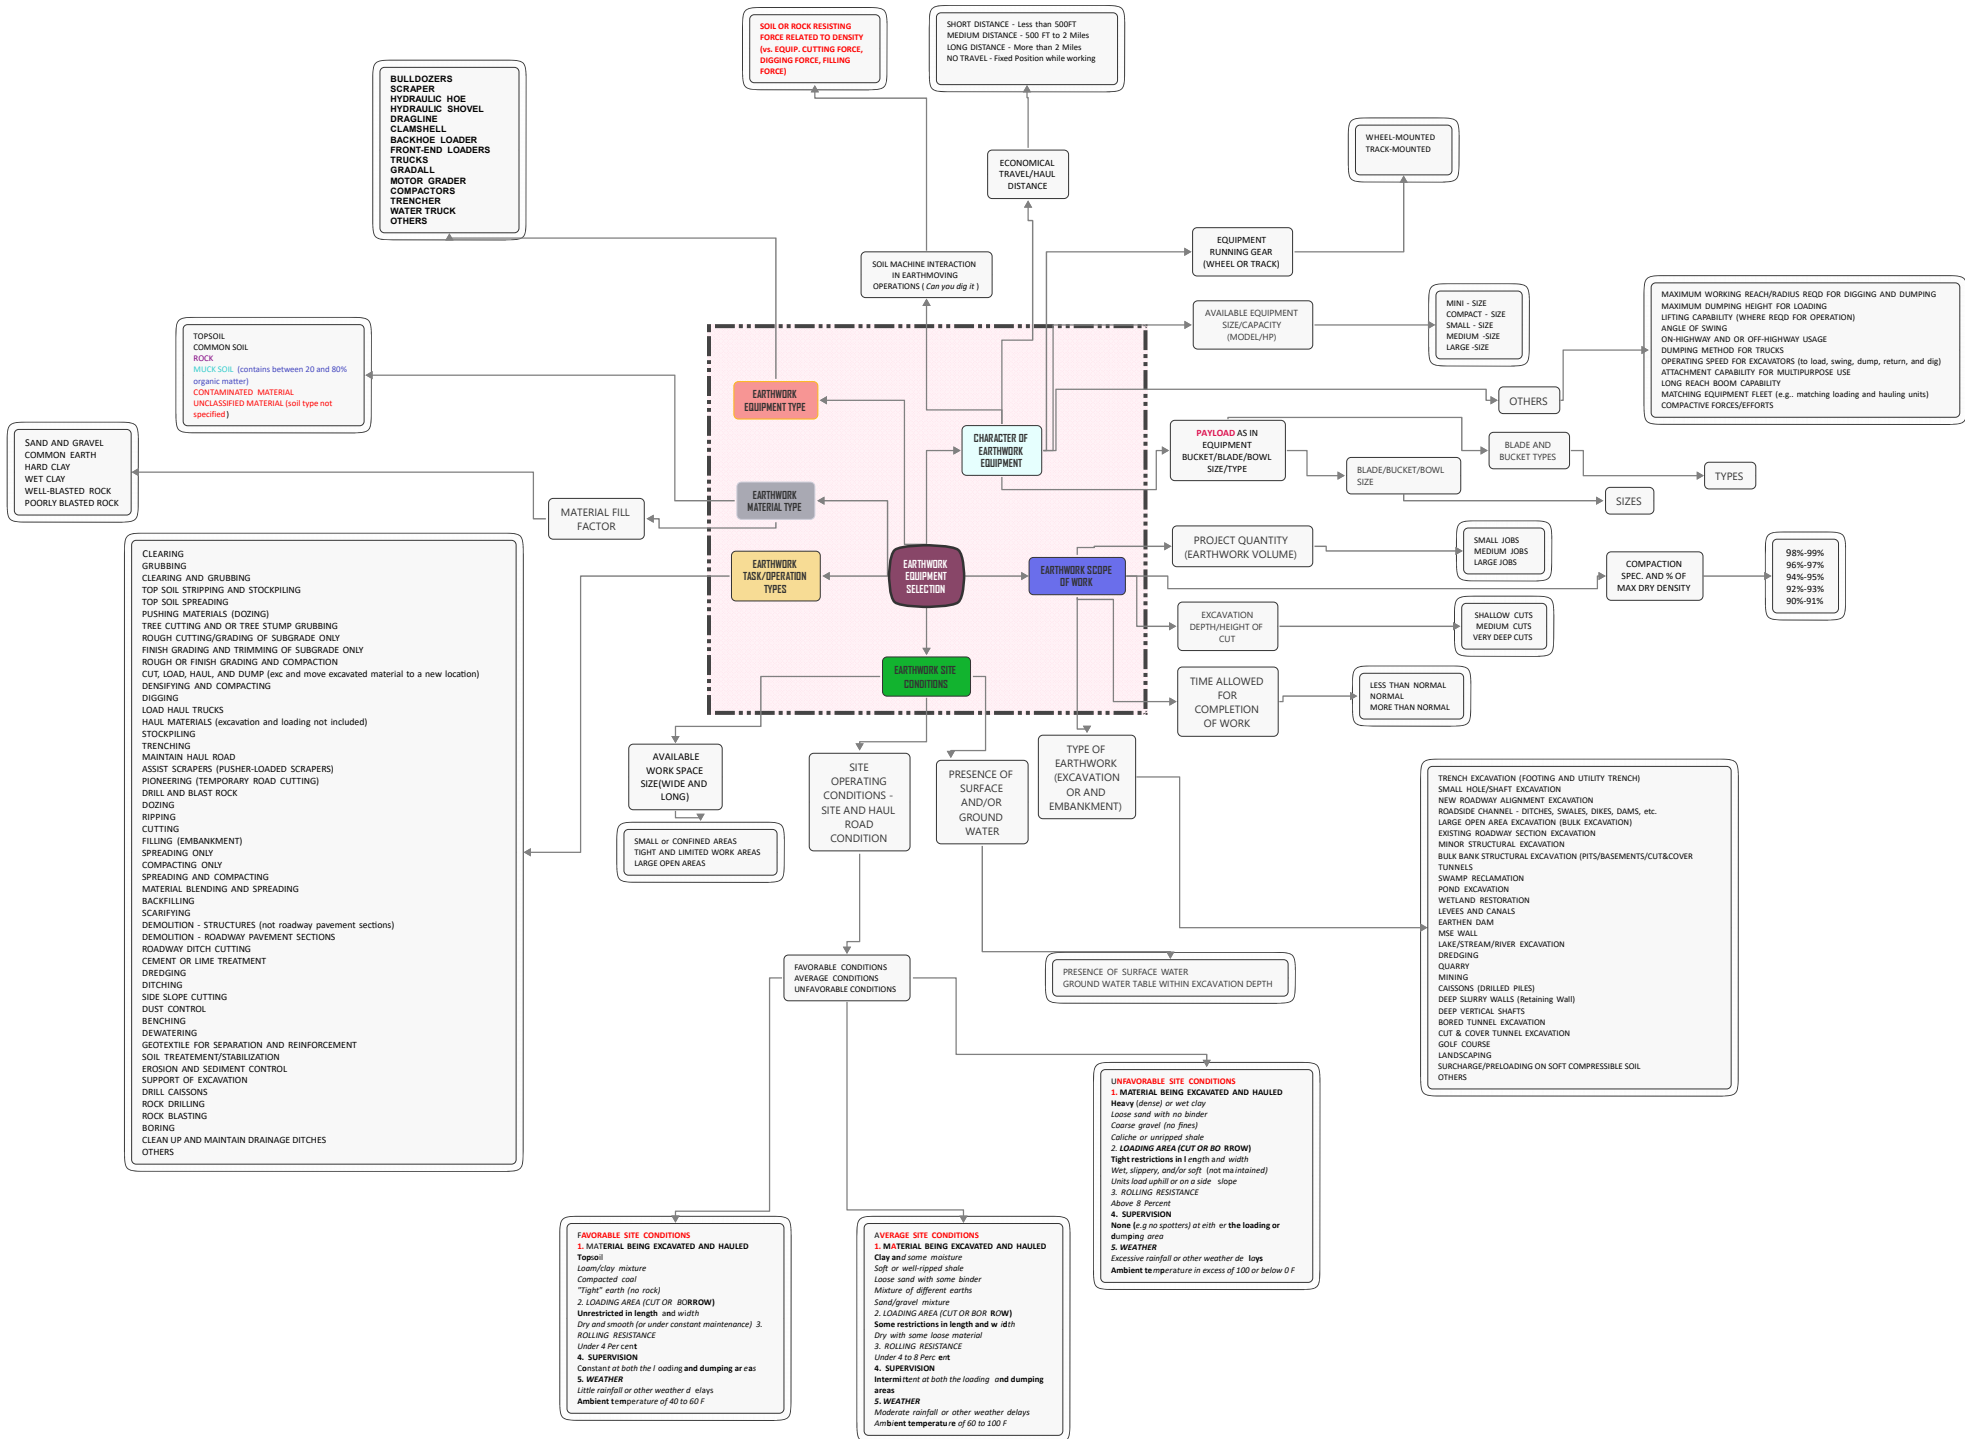 SOIL OR ROCK RESISTING
FORCE RELATED TO DENSITY
(vs. EQUIP. CUTTING FORCE,
DIGGING FORCE, FILLING
FORCE)
SHORT DISTANCE - Less than 500FT
MEDIUM DISTANCE - 500 FT to 2 Miles
LONG DISTANCE - More than 2 Miles
NO TRAVEL - Fixed Position while working
BULLDOZERS
SCRAPER
HYDRAULIC HOE
HYDRAULIC SHOVEL
DRAGLINE
CLAMSHELL
BACKHOE LOADER
FRONT-END LOADERS
TRUCKS
GRADALL
MOTOR GRADER
COMPACTORS
TRENCHER
WATER TRUCK
OTHERS
ECONOMICAL
TRAVEL/HAUL
DISTANCE
WHEEL-MOUNTED
TRACK-MOUNTED
EQUIPMENT
RUNNING GEAR
(WHEEL OR TRACK)
SOIL MACHINE INTERACTION
IN EARTHMOVING
OPERATIONS ( Can you dig it )
AVAILABLE EQUIPMENT
SIZE/CAPACITY
(MODEL/HP)
MINI - SIZE
COMPACT - SIZE
SMALL - SIZE
MEDIUM -SIZE
LARGE -SIZE
MAXIMUM WORKING REACH/RADIUS REQD FOR DIGGING AND DUMPING
MAXIMUM DUMPING HEIGHT FOR LOADING
LIFTING CAPABILITY (WHERE REQD FOR OPERATION)
ANGLE OF SWING
ON-HIGHWAY AND OR OFF-HIGHWAY USAGE
DUMPING METHOD FOR TRUCKS
OPERATING SPEED FOR EXCAVATORS (to load, swing, dump, return, and dig)
ATTACHMENT CAPABILITY FOR MULTIPURPOSE USE
LONG REACH BOOM CAPABILITY
MATCHING EQUIPMENT FLEET (e.g.. matching loading and hauling units)
COMPACTIVE FORCES/EFFORTS
TOPSOIL
COMMON SOIL
ROCK
MUCK SOIL (contains between 20 and 80%
organic matter)
CONTAMINATED MATERIAL
UNCLASSIFIED MATERIAL (soil type not
specified)
EARTHWORK
EQUIPMENT TYPE
OTHERS
CHARACTER OF
EARTHWORK
EQUIPMENT
PAYLOAD AS IN
EQUIPMENT
BUCKET/BLADE/BOWL
SIZE/TYPE
BLADE AND
BUCKET TYPES
TYPES
BLADE/BUCKET/BOWL
SIZE
SIZES
SAND AND GRAVEL
COMMON EARTH
HARD CLAY
WET CLAY
WELL-BLASTED ROCK
POORLY BLASTED ROCK
MATERIAL FILL
FACTOR
EARTHWORK
MATERIAL TYPE
EARTHWORK
TASK/OPERATION
TYPES
EARTHWORK
EQUIPMENT
SELECTION
EARTHWORK SCOPE
OF WORK
PROJECT QUANTITY
(EARTHWORK VOLUME)
SMALL JOBS
MEDIUM JOBS
LARGE JOBS
COMPACTION
SPEC. AND % OF
MAX DRY DENSITY
98%-99%
96%-97%
94%-95%
92%-93%
90%-91%
EXCAVATION
DEPTH/HEIGHT OF
CUT
SHALLOW CUTS
MEDIUM CUTS
VERY DEEP CUTS
EARTHWORK SITE
CONDITIONS
TIME ALLOWED
FOR
COMPLETION
OF WORK
LESS THAN NORMAL
NORMAL
MORE THAN NORMAL
CLEARING
GRUBBING
CLEARING AND GRUBBING
TOP SOIL STRIPPING AND STOCKPILING
TOP SOIL SPREADING
PUSHING MATERIALS (DOZING)
TREE CUTTING AND OR TREE STUMP GRUBBING
ROUGH CUTTING/GRADING OF SUBGRADE ONLY
FINISH GRADING AND TRIMMING OF SUBGRADE ONLY
ROUGH OR FINISH GRADING AND COMPACTION
CUT, LOAD, HAUL, AND DUMP (exc and move excavated material to a new location)
DENSIFYING AND COMPACTING
DIGGING
LOAD HAUL TRUCKS
HAUL MATERIALS (excavation and loading not included)
STOCKPILING
TRENCHING
MAINTAIN HAUL ROAD
ASSIST SCRAPERS (PUSHER-LOADED SCRAPERS)
PIONEERING (TEMPORARY ROAD CUTTING)
DRILL AND BLAST ROCK
DOZING
RIPPING
CUTTING
FILLING (EMBANKMENT)
SPREADING ONLY
COMPACTING ONLY
SPREADING AND COMPACTING
MATERIAL BLENDING AND SPREADING
BACKFILLING
SCARIFYING
DEMOLITION - STRUCTURES (not roadway pavement sections)
DEMOLITION - ROADWAY PAVEMENT SECTIONS
ROADWAY DITCH CUTTING
CEMENT OR LIME TREATMENT
DREDGING
DITCHING
SIDE SLOPE CUTTING
DUST CONTROL
BENCHING
DEWATERING
GEOTEXTILE FOR SEPARATION AND REINFORCEMENT
SOIL TREATEMENT/STABILIZATION
EROSION AND SEDIMENT CONTROL
SUPPORT OF EXCAVATION
DRILL CAISSONS
ROCK DRILLING
ROCK BLASTING
BORING
CLEAN UP AND MAINTAIN DRAINAGE DITCHES
OTHERS
AVAILABLE
WORK SPACE
SIZE(WIDE AND
LONG)
SMALL or CONFINED AREAS
TIGHT AND LIMITED WORK AREAS
LARGE OPEN AREAS
SITE
OPERATING
CONDITIONS -
SITE AND HAUL
ROAD
CONDITION
PRESENCE OF
SURFACE
AND/OR
GROUND
WATER
TYPE OF
EARTHWORK
(EXCAVATION
OR AND
EMBANKMENT)
TRENCH EXCAVATION (FOOTING AND UTILITY TRENCH)
SMALL HOLE/SHAFT EXCAVATION
NEW ROADWAY ALIGNMENT EXCAVATION
ROADSIDE CHANNEL - DITCHES, SWALES, DIKES, DAMS, etc.
LARGE OPEN AREA EXCAVATION (BULK EXCAVATION)
EXISTING ROADWAY SECTION EXCAVATION
MINOR STRUCTURAL EXCAVATION
BULK BANK STRUCTURAL EXCAVATION (PITS/BASEMENTS/CUT&COVER
TUNNELS
SWAMP RECLAMATION
POND EXCAVATION
WETLAND RESTORATION
LEVEES AND CANALS
EARTHEN DAM
MSE WALL
LAKE/STREAM/RIVER EXCAVATION
DREDGING
QUARRY
MINING
CAISSONS (DRILLED PILES)
DEEP SLURRY WALLS (Retaining Wall)
DEEP VERTICAL SHAFTS
BORED TUNNEL EXCAVATION
CUT & COVER TUNNEL EXCAVATION
GOLF COURSE
LANDSCAPING
SURCHARGE/PRELOADING ON SOFT COMPRESSIBLE SOIL
OTHERS
FAVORABLE CONDITIONS
AVERAGE CONDITIONS
UNFAVORABLE CONDITIONS
PRESENCE OF SURFACE WATER
GROUND WATER TABLE WITHIN EXCAVATION DEPTH
UNFAVORABLE SITE CONDITIONS
1. MATERIAL BEING EXCAVATED AND HAULED
Heavy (dense) or wet clay
Loose sand with no binder
Coarse gravel (no fines)
Caliche or unripped shale
2. LOADING AREA (CUT OR BO RROW)
Tight restrictions in l ength and width
Wet, slippery, and/or soft (not maintained)
Units load uphill or on a side slope
3. ROLLING RESISTANCE
Above 8 Percent
4. SUPERVISION
None (e.g no spotters) at eith er the loading or
dumping area
5. WEATHER
Excessive rainfall or other weather de lays
Ambient temperature in excess of 100 or below 0 F
FAVORABLE SITE CONDITIONS
1. MATERIAL BEING EXCAVATED AND HAULED
Topsoil
Loam/clay mixture
Compacted coal
"Tight" earth (no rock)
2. LOADING AREA (CUT OR BORROW)
Unrestricted in length and width
Dry and smooth (or under constant maintenance) 3.
ROLLING RESISTANCE
Under 4 Per cent
4. SUPERVISION
Constant at both the l oading and dumping ar eas
5. WEATHER
Little rainfall or other weather d elays
Ambient temperature of 40 to 60 F
AVERAGE SITE CONDITIONS
1. MATERIAL BEING EXCAVATED AND HAULED
Clay and some moisture
Soft or well-ripped shale
Loose sand with some binder
Mixture of different earths
Sand/gravel mixture
2. LOADING AREA (CUT OR BOR ROW)
Some restrictions in length and w idth
Dry with some loose material
3. ROLLING RESISTANCE
Under 4 to 8 Perc ent
4. SUPERVISION
Intermittent at both the loading and dumping
areas
5. WEATHER
Moderate rainfall or other weather delays
Ambient temperature of 60 to 100 F